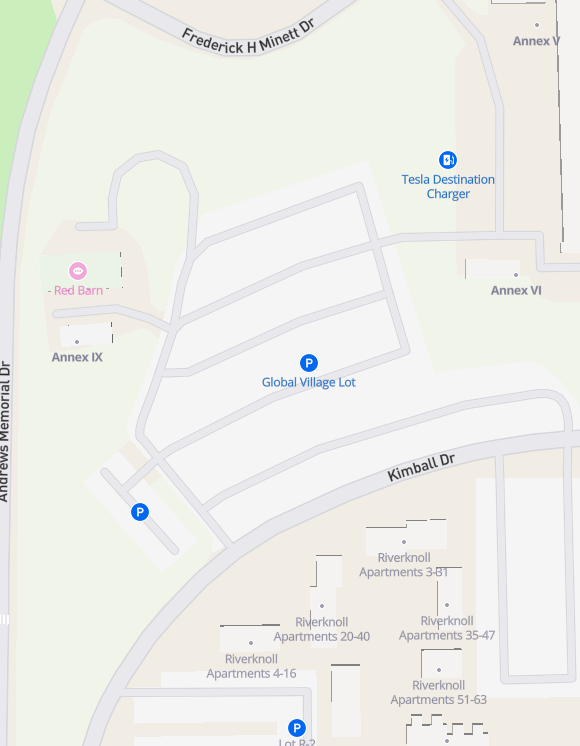 Frederick H Minett Dr
Annex V
P
Tesla Destination
Charger
Red Barn
Annex VI
Annex IX
P
Global Village Lot
Andrews Memorial Dr
Kimball Dr
P
Riverknoll
Apartments 3-31
Riverknoll
Apartments 20-40
Riverknoll
Apartments 35-47
Riverknoll
Apartments 4-16
Riverknoll
Apartments 51-63
P
Lot R-2